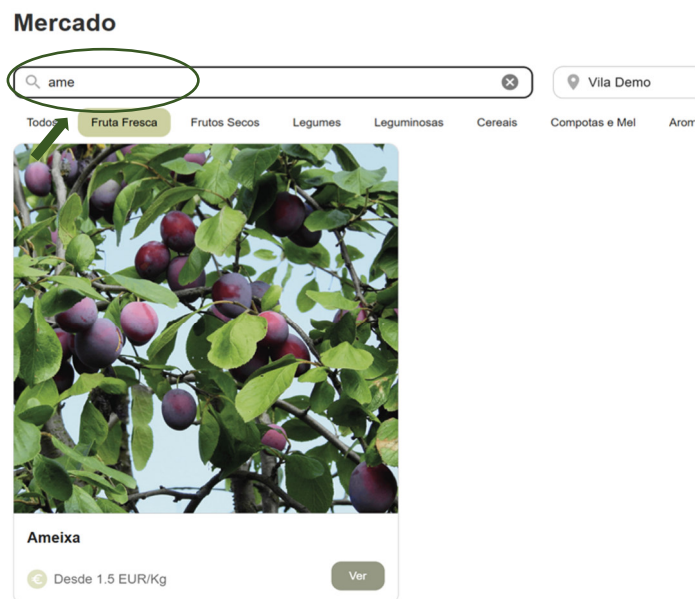 Mercado
ame
Vila Demo
Todos Fruta Fresca Frutos Secos Legumes Leguminosas Cereais Compotas e Mel Arom
Ameixa
€ Desde 1.5 EUR/Kg
Ver